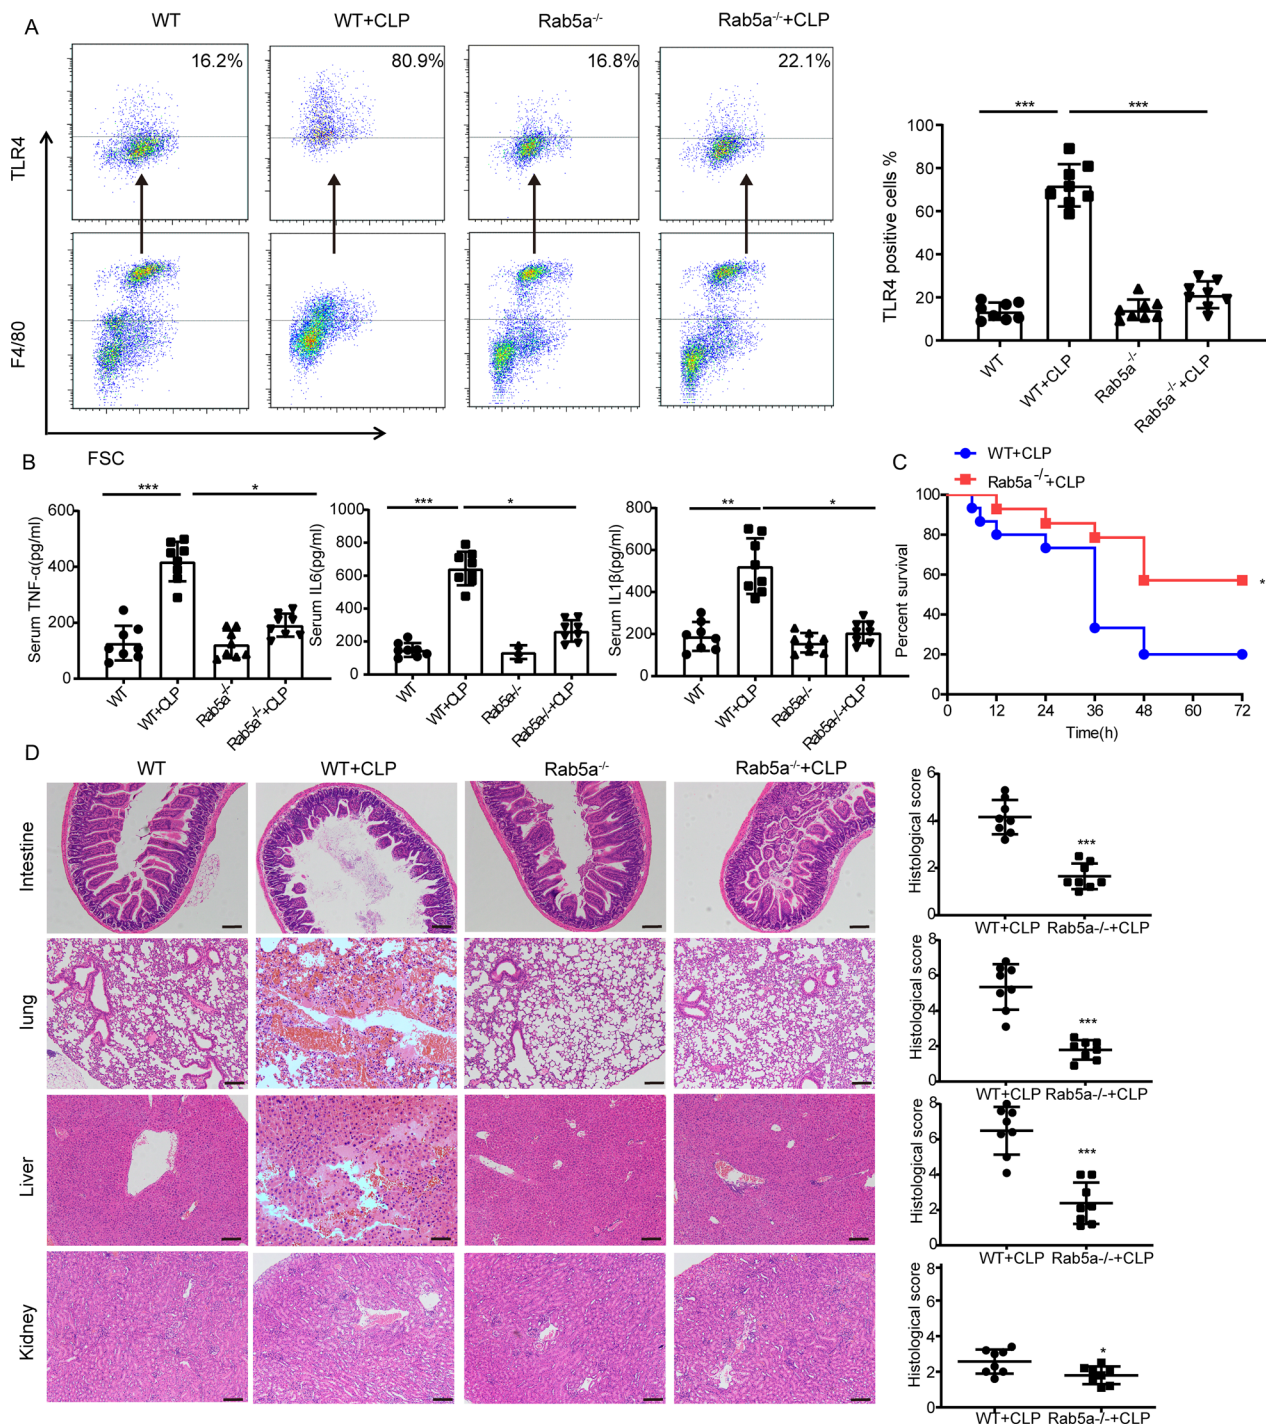 A
WT
WT+CLP
Rab5a-/-
Rab5a-/-+CLP
16.2%
80.9%
16.8%
22.1%
TLR4
F4/80
FSC
***
***
TLR4 positive cells %
100
80
60
40
20
0
WT
WT+CLP
Rab5a-/-
Rab5a-/-+CLP
B
***
*
Serum TNF-α(pg/ml)
600
400
200
0
WT
WT+CLP
Rab5a-/-
Rab5a-/-+CLP
***
*
Serum IL6(pg/ml)
1000
800
600
400
200
0
WT
WT+CLP
Rab5a-/-
Rab5a-/-+CLP
**
*
Serum IL1β(pg/ml)
800
600
400
200
0
WT
WT+CLP
Rab5a-/-
Rab5a-/-+CLP
C
WT+CLP
Rab5a-/-+CLP
Percent survival
100
80
60
40
20
0
*
0 12 24 36 48 60 72
Time(h)
D
WT
WT+CLP
Rab5a-/-
Rab5a-/-+CLP
Intestine
lung
Liver
Kidney
Histological score
6
4
2
0
***
WT+CLP Rab5a-/-+CLP
Histological score
8
6
4
2
0
***
WT+CLP Rab5a-/-+CLP
Histological score
8
6
4
2
0
***
WT+CLP Rab5a-/-+CLP
Histological score
8
6
4
2
0
*
WT+CLP Rab5a-/-+CLP